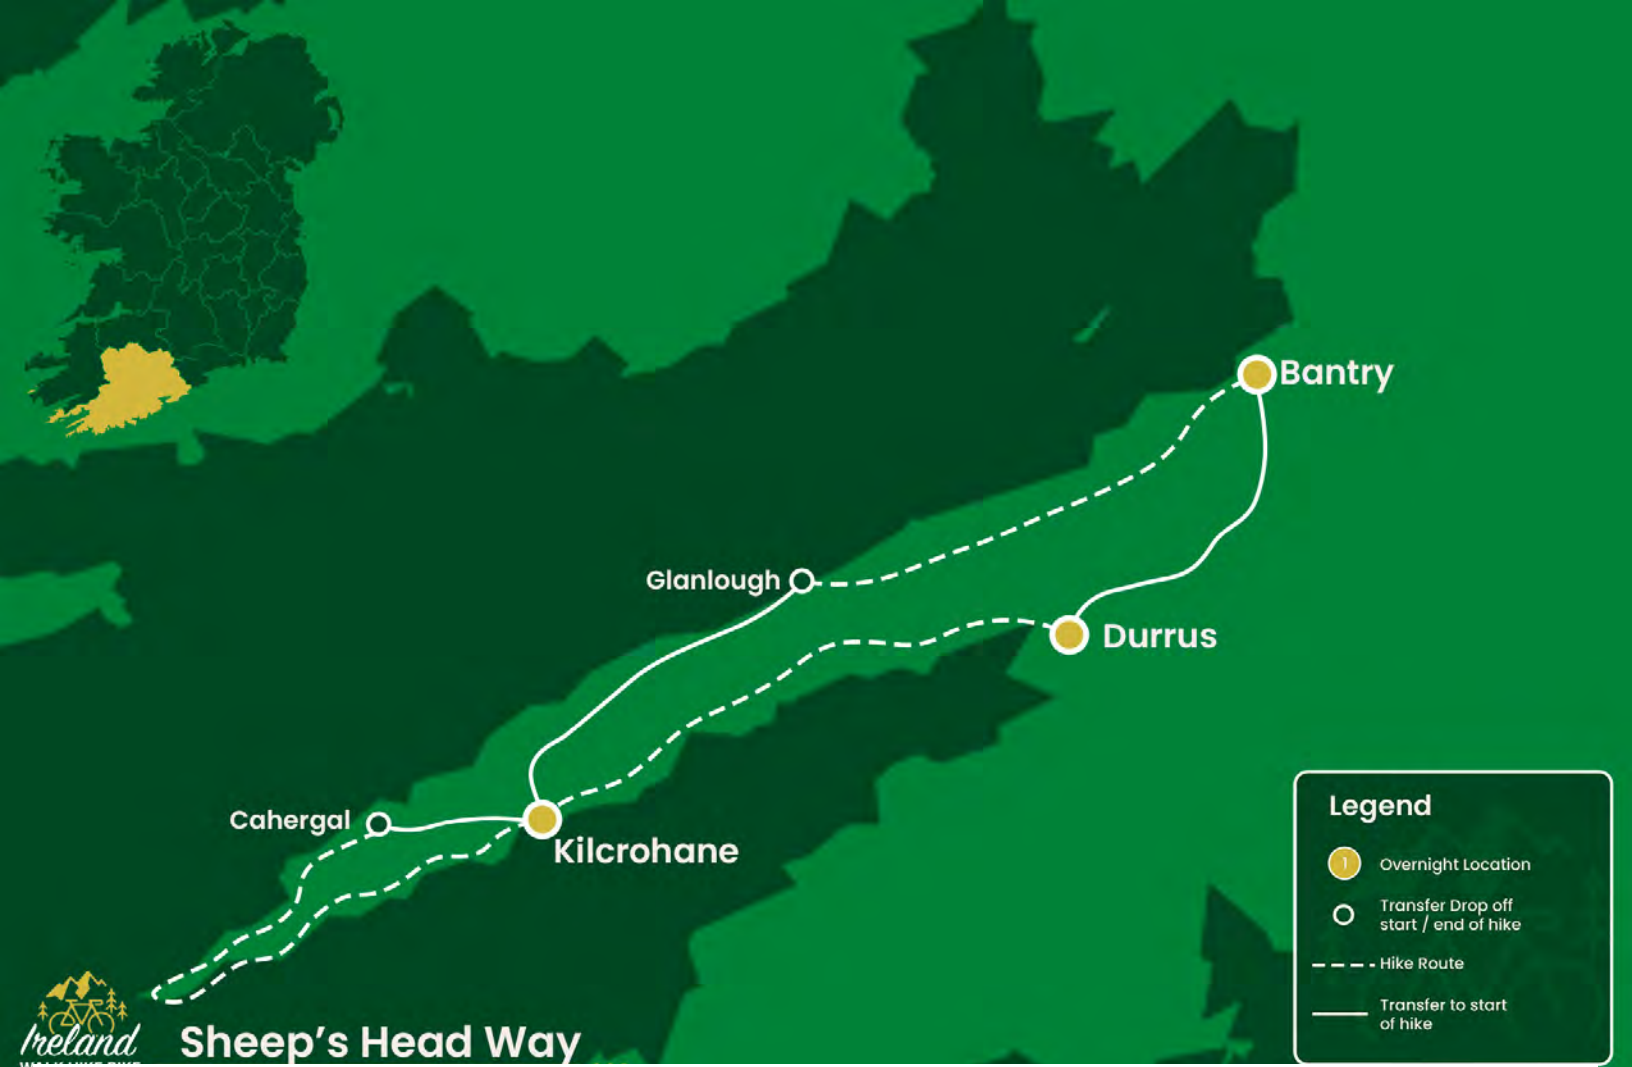 Bantry
Glanlough
Durrus
Cahergal
Kilcrohane
Legend
1
Overnight Location
Transfer Drop off
start / end of hike
Hike Route
Transfer to start
of hike
Ireland
Sheep's Head Way